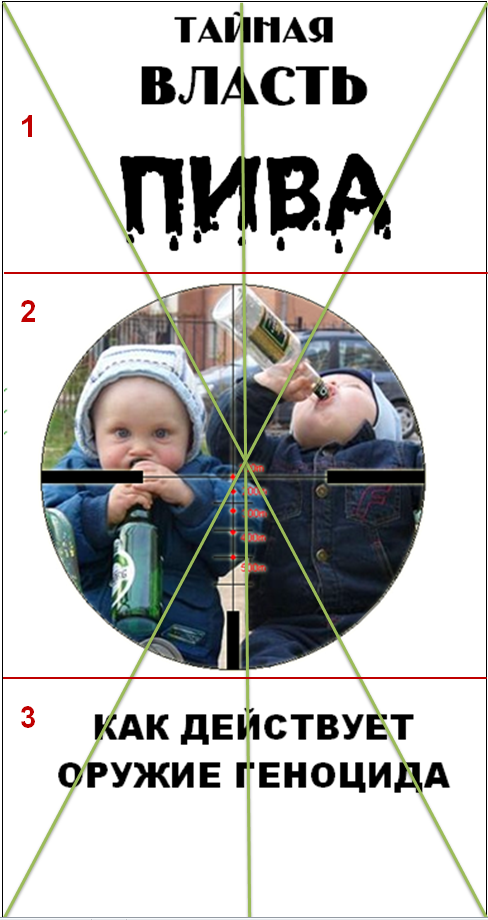 ТАЙНАЯ
ВЛАСТЬ
1
ПИВА
2
3
КАК ДЕЙСТВУЕТ
ОРУЖИЕ ГЕНОЦИДА